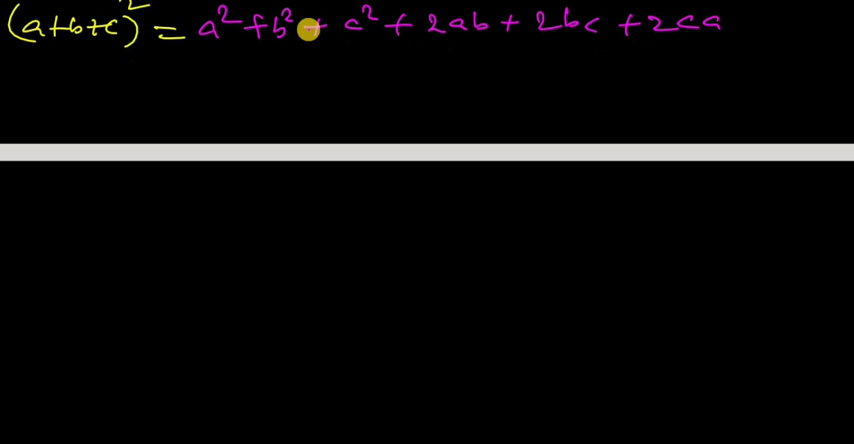 (a+b+c)² = a² + b² + c² + 2ab + 2bc + 2ca